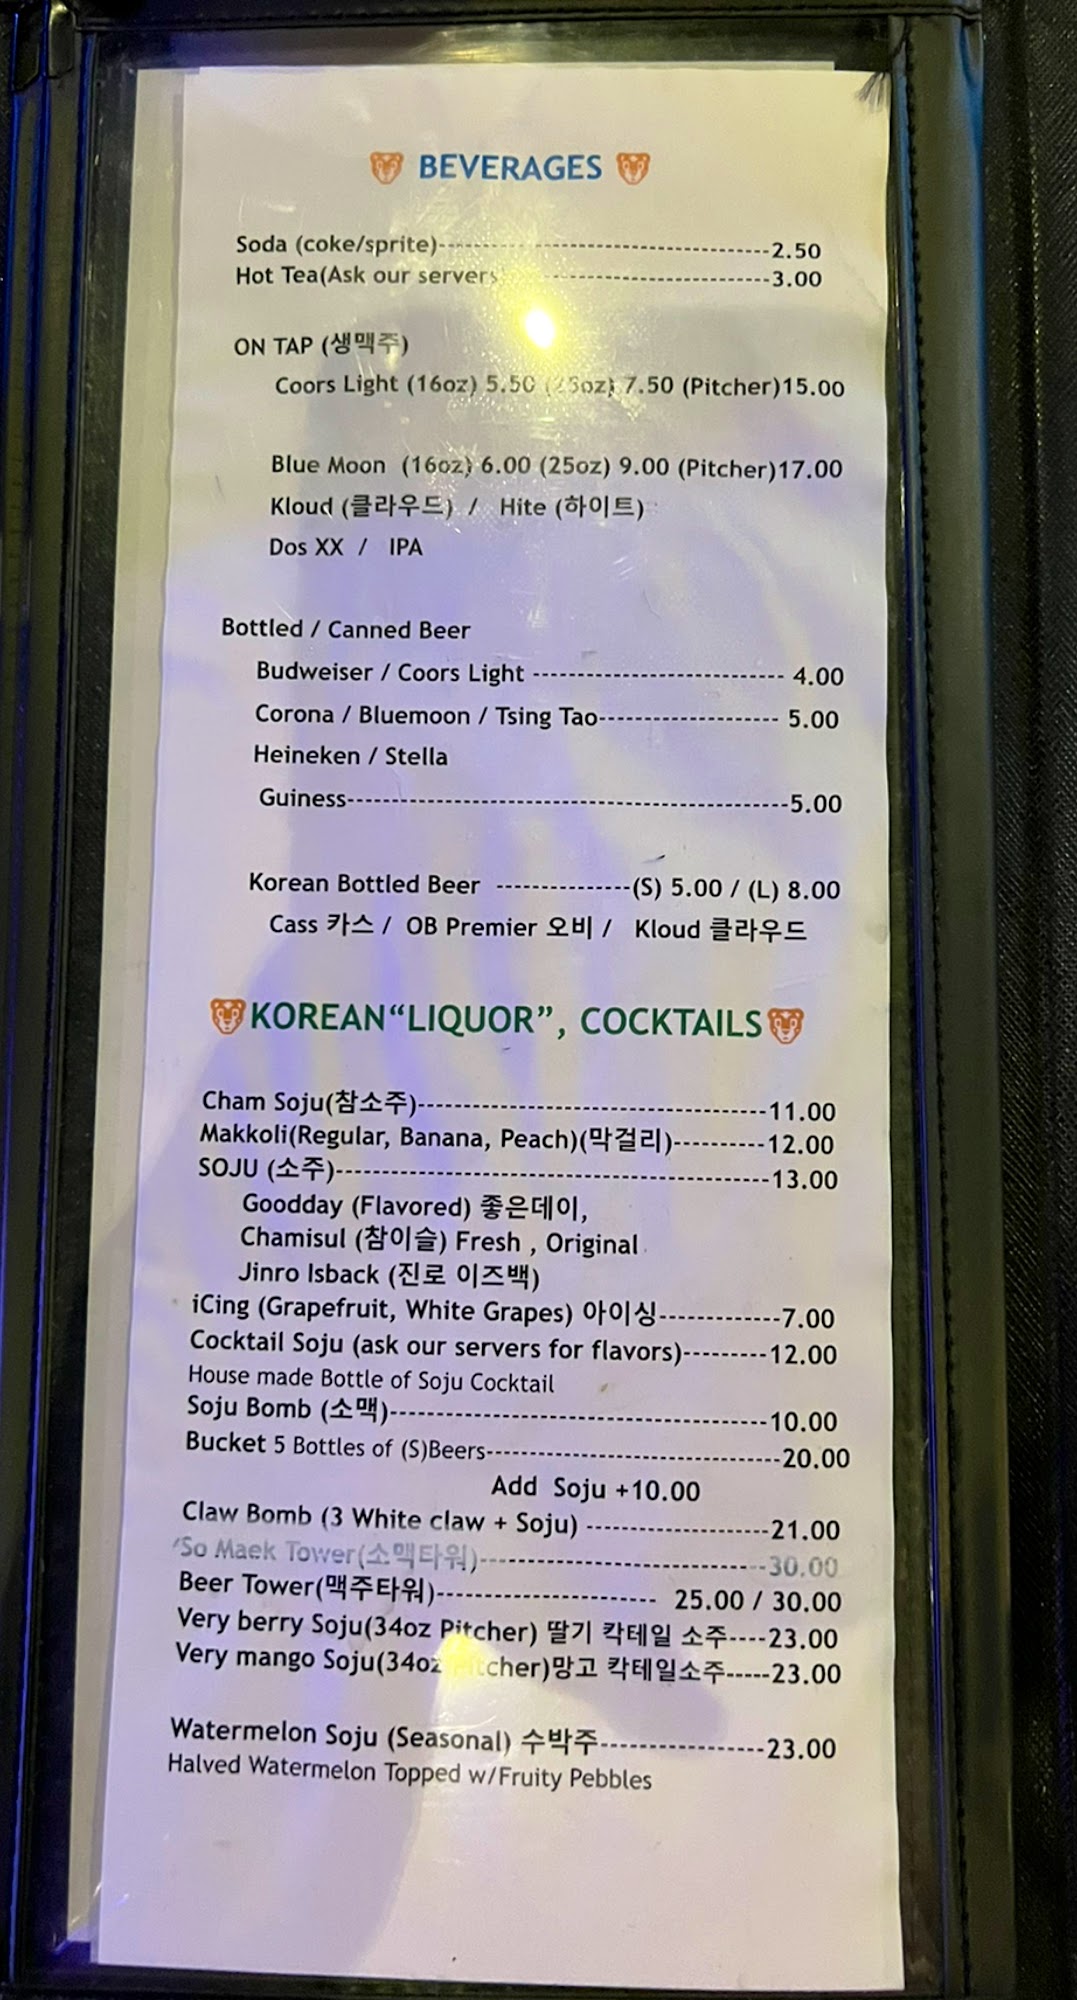 BEVERAGES
Soda (coke/sprite)---------------------------------------2.50
Hot Tea(Ask our servers ---------------------------3.00
ON TAP (생맥주)
Coors Light (16oz) 5.50 (25oz) 7.50 (Pitcher)15.00
Blue Moon (16oz) 6.00 (25oz) 9.00 (Pitcher)17.00
Kloud (클라우드) / Hite (하이트)
Dos XX / IPA
Bottled / Canned Beer
Budweiser / Coors Light ---------------------------- 4.00
Corona / Bluemoon / Tsing Tao-------------------- 5.00
Heineken / Stella
Guiness-------------------------------------------------5.00
Korean Bottled Beer ---------------(S) 5.00 / (L) 8.00
Cass 카스 / OB Premier 오비 / Kloud 클라우드
KOREAN“LIQUOR”, COCKTAILS
Cham Soju(참소주)---------------------------------------11.00
Makkoli(Regular, Banana, Peach)(막걸리)----------12.00
SOJU (소주)------------------------------------------------13.00
Goodday (Flavored) 좋은데이,
Chamisul (참이슬) Fresh , Original
Jinro Isback (진로 이즈백)
iCing (Grapefruit, White Grapes) 아이싱-------------7.00
Cocktail Soju (ask our servers for flavors)---------12.00
House made Bottle of Soju Cocktail
Soju Bomb (소맥)------------------------------------------10.00
Bucket 5 Bottles of (S)Beers---------------------------------20.00
Add Soju +10.00
Claw Bomb (3 White claw + Soju) --------------------21.00
So Maek Tower(소맥타워)--------------------------------30.00
Beer Tower(맥주타워)------------------------ 25.00 / 30.00
Very berry Soju(34oz Pitcher) 딸기 칵테일 소주----23.00
Very mango Soju(34oz Pitcher)망고 칵테일소주-----23.00
Watermelon Soju (Seasonal) 수박주------------------23.00
Halved Watermelon Topped w/Fruity Pebbles